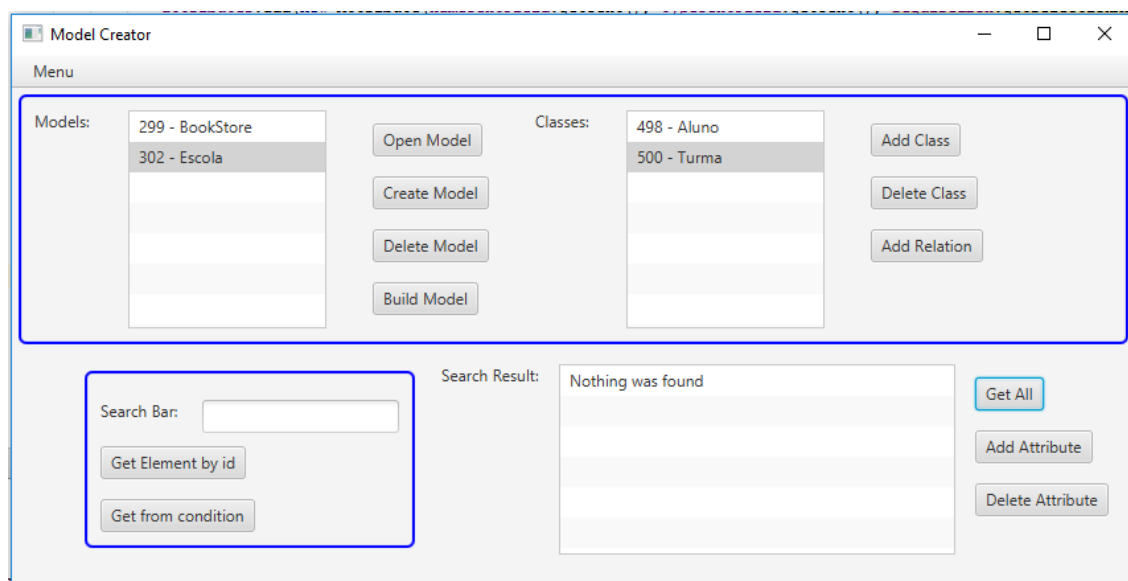 Model Creator
Menu
Models:
299 - BookStore
302 - Escola
Open Model
Create Model
Delete Model
Build Model
Classes:
498 - Aluno
500 - Turma
Add Class
Delete Class
Add Relation
Search Bar:
Get Element by id
Get from condition
Search Result:
Nothing was found
Get All
Add Attribute
Delete Attribute